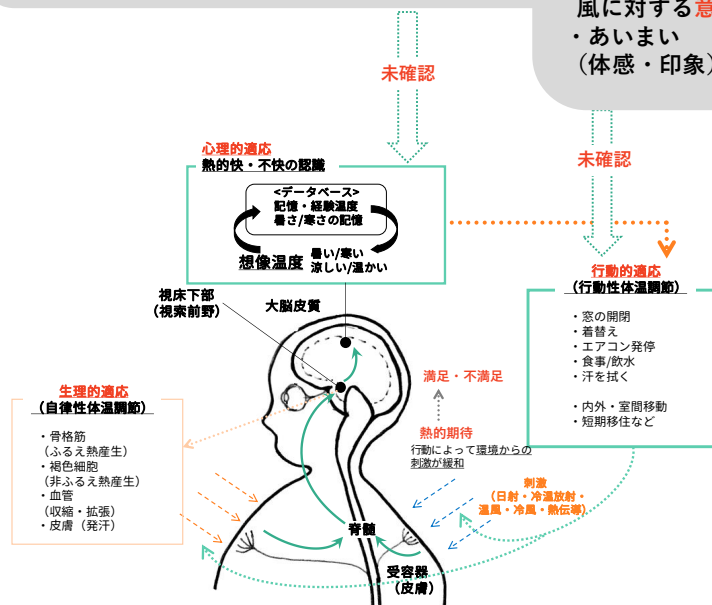 風に対する意
・あいまい
（体感・印象）
未確認
未確認
心理的適応
熱的快・不快の認識
<データベース>
記憶・経験温度
暑さ/寒さの記憶
想像温度
暑い/寒い
涼しい/温かい
行動的適応
（行動性体温調節）
・窓の開閉
・着替え
・エアコン発停
・食事/飲水
・汗を拭く
・内外・室間移動
・短期移住など
視床下部
（視索前野）
大脳皮質
生理的適応
（自律性体温調節）
・骨格筋
（ふるえ熱産生）
・褐色細胞
（非ふるえ熱産生）
・血管
（収縮・拡張）
・皮膚（発汗）
満足・不満足
熱的期待
行動によって環境からの
刺激が緩和
刺激
（日射・冷温放射・
温風・冷風・熱伝導）
脊髄
受容器
（皮膚）